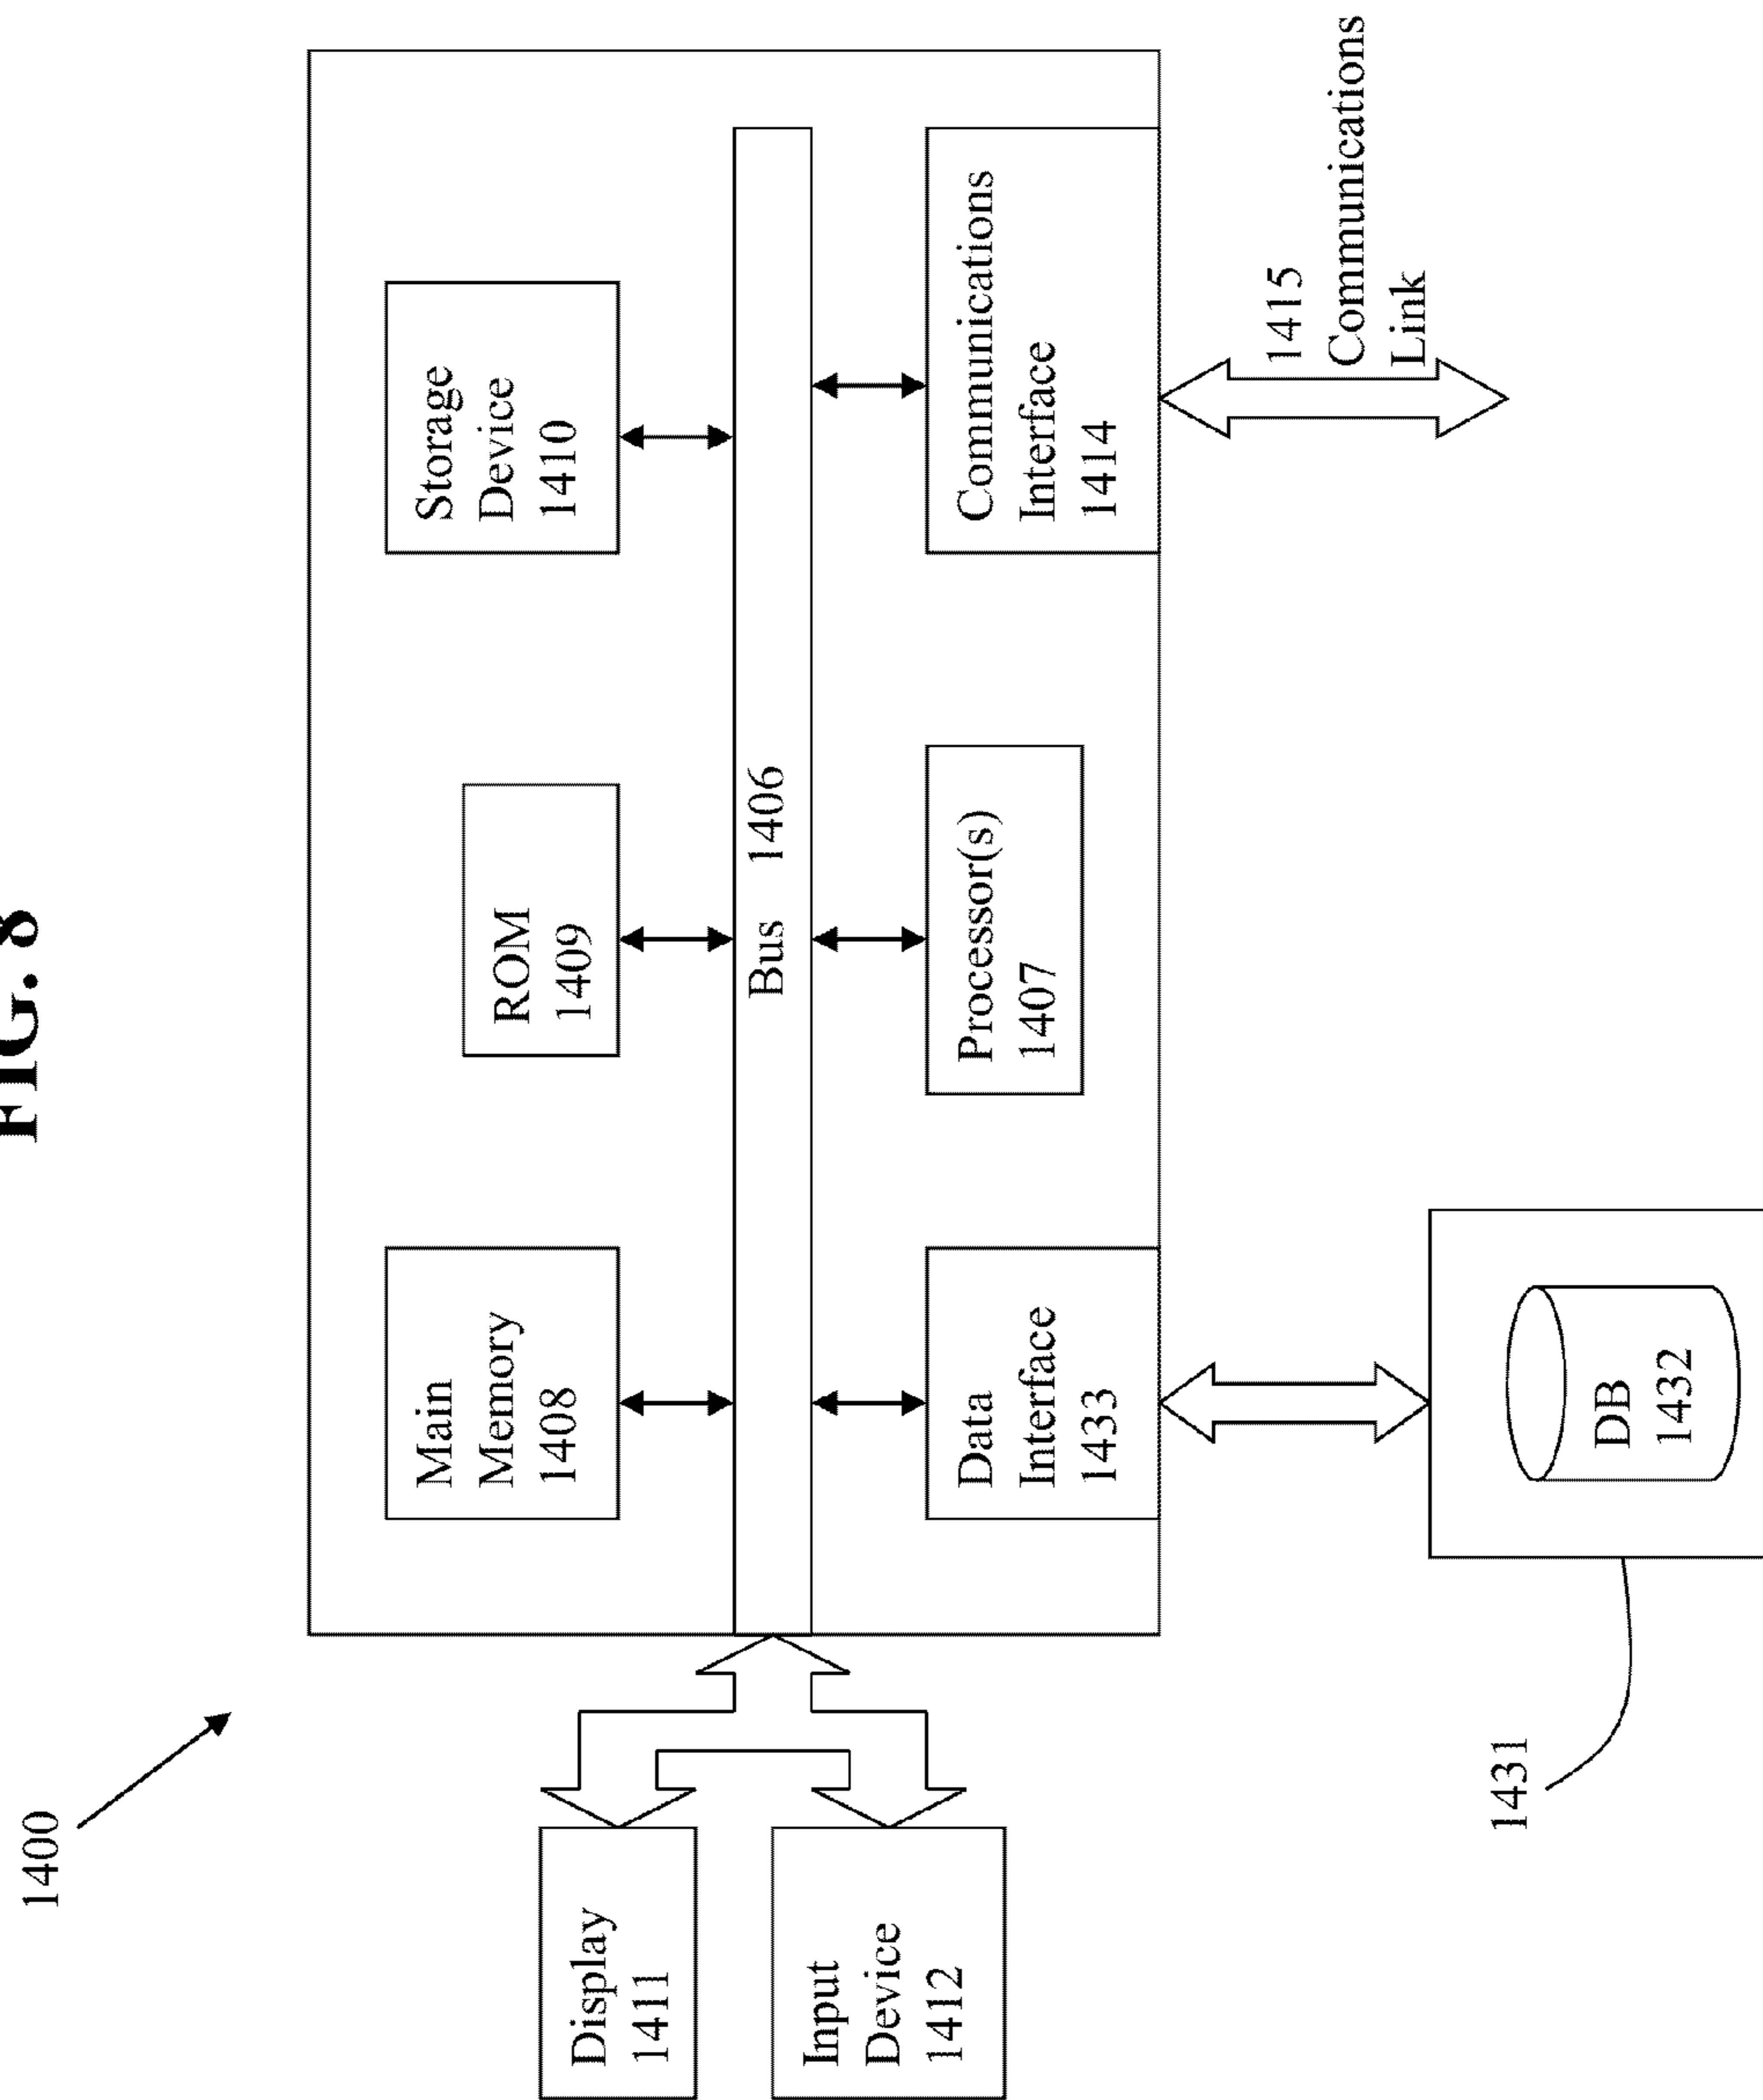 FIG. 8
1400
Main
Memory
1408
ROM
1409
Storage
Device
1410
Display
1411
Bus 1406
Input
Device
1412
Data
Interface
1433
Processor(s)
1407
Communications
Interface
1414
1415
Communications
Link
1431
DB
1432